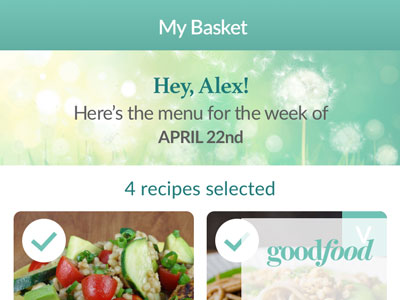 My Basket
Hey, Alex!
Here's the menu for the week of
APRIL 22nd
4 recipes selected
V
goodfood